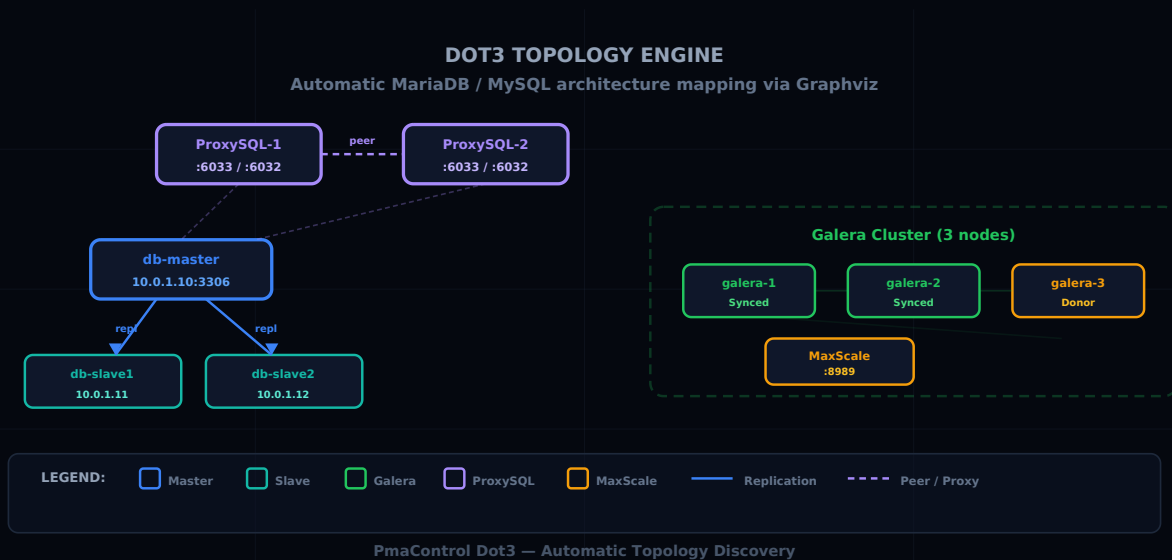 DOT3 TOPOLOGY ENGINE
Automatic MariaDB / MySQL architecture mapping via Graphviz
ProxySQL-1
:6033 / :6032
peer
ProxySQL-2
:6033 / :6032
db-master
10.0.1.10:3306
repl
repl
db-slave1
10.0.1.11
db-slave2
10.0.1.12
Galera Cluster (3 nodes)
galera-1
Synced
galera-2
Synced
galera-3
Donor
MaxScale
:8989
LEGEND:
Master
Slave
Galera
ProxySQL
MaxScale
Replication
Peer / Proxy
PmaControl Dot3 — Automatic Topology Discovery